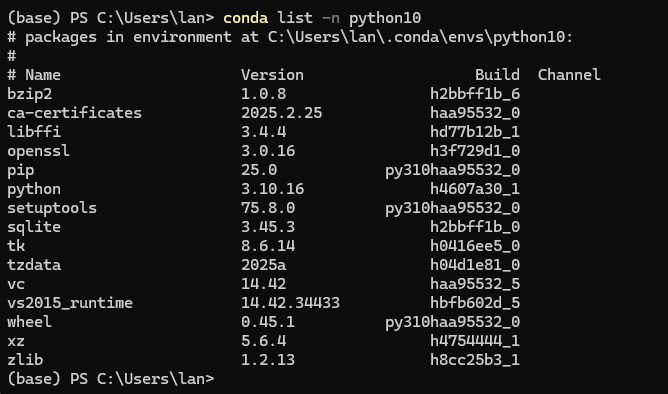 (base) PS C:\Users\lan> conda list -n python10
# packages in environment at C:\Users\lan\.conda\envs\python10:
#
# Name                    Version                   Build  Channel
bzip2                     1.0.8                h2bbff1b_6
ca-certificates           2025.2.25            haa95532_0
libffi                    3.4.4                hd77b12b_1
openssl                   3.0.16               h3f729d1_0
pip                       25.0            py310haa95532_0
python                    3.10.16              h4607a30_1
setuptools                75.8.0          py310haa95532_0
sqlite                    3.45.3               h2bbff1b_0
tk                        8.6.14               h0416ee5_0
tzdata                    2025a                h04d1e81_0
vc                        14.42                haa95532_5
vs2015_runtime            14.42.34433          hbfb602d_5
wheel                     0.45.1          py310haa95532_0
xz                        5.6.4                h4754444_1
zlib                      1.2.13               h8cc25b3_1
(base) PS C:\Users\lan>